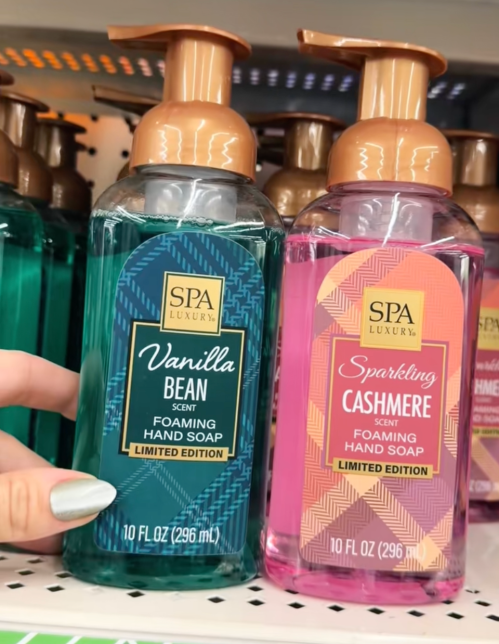 SPA
LUXURY
Vanilla
BEAN
SCENT
FOAMING
HAND SOAP
LIMITED EDITION
10 FL OZ (296 mL)
SPA
LUXURY
Sparkling
CASHMERE
SCENT
FOAMING
HAND SOAP
LIMITED EDITION
10 FL OZ (296 mL)